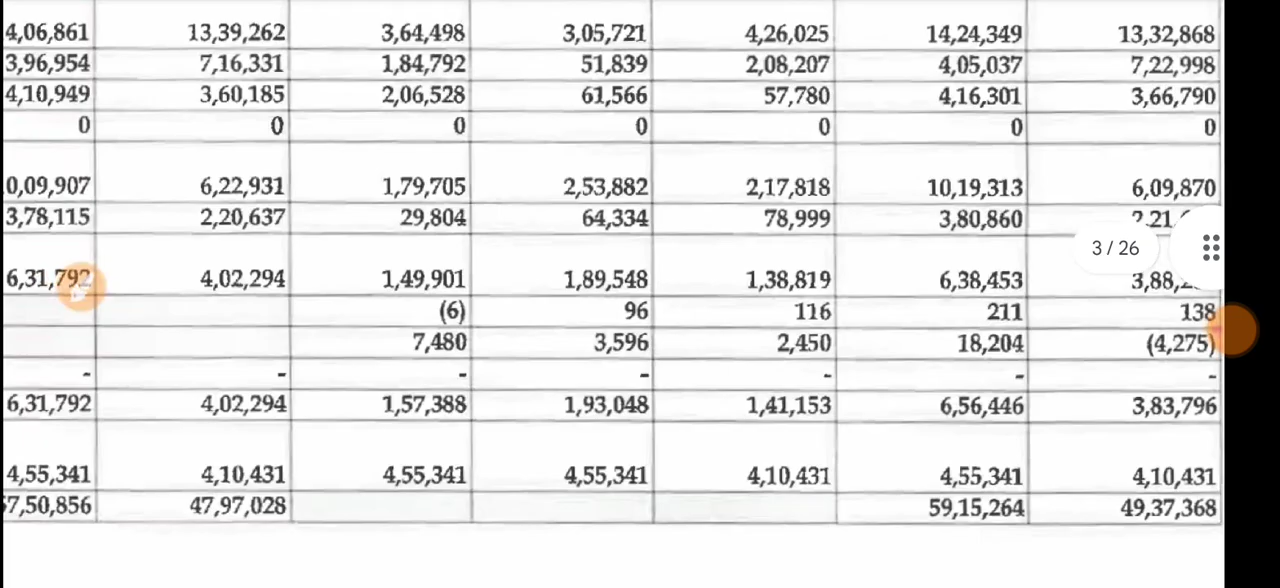 4,06,861 13,39,262 3,64,498 3,05,721 4,26,025 14,24,349 13,32,868
3,96,954 7,16,331 1,84,792 51,839 2,08,207 4,05,037 7,22,998
4,10,949 3,60,185 2,06,528 61,566 57,780 4,16,301 3,66,790
0 0 0 0 0 0 0
0,09,907 6,22,931 1,79,705 2,53,882 2,17,818 10,19,313 6,09,870
3,78,115 2,20,637 29,804 64,334 78,999 3,80,860
3 / 26
6,31,792 4,02,294 1,49,901 1,89,548 1,38,819 6,38,453
(6) 96 116 211 138
7,480 3,596 2,450 18,204 (4,275)
- - - - - - -
6,31,792 4,02,294 1,57,388 1,93,048 1,41,153 6,56,446 3,83,796
4,55,341 4,10,431 4,55,341 4,55,341 4,10,431 4,55,341 4,10,431
7,50,856 47,97,028 59,15,264 49,37,368